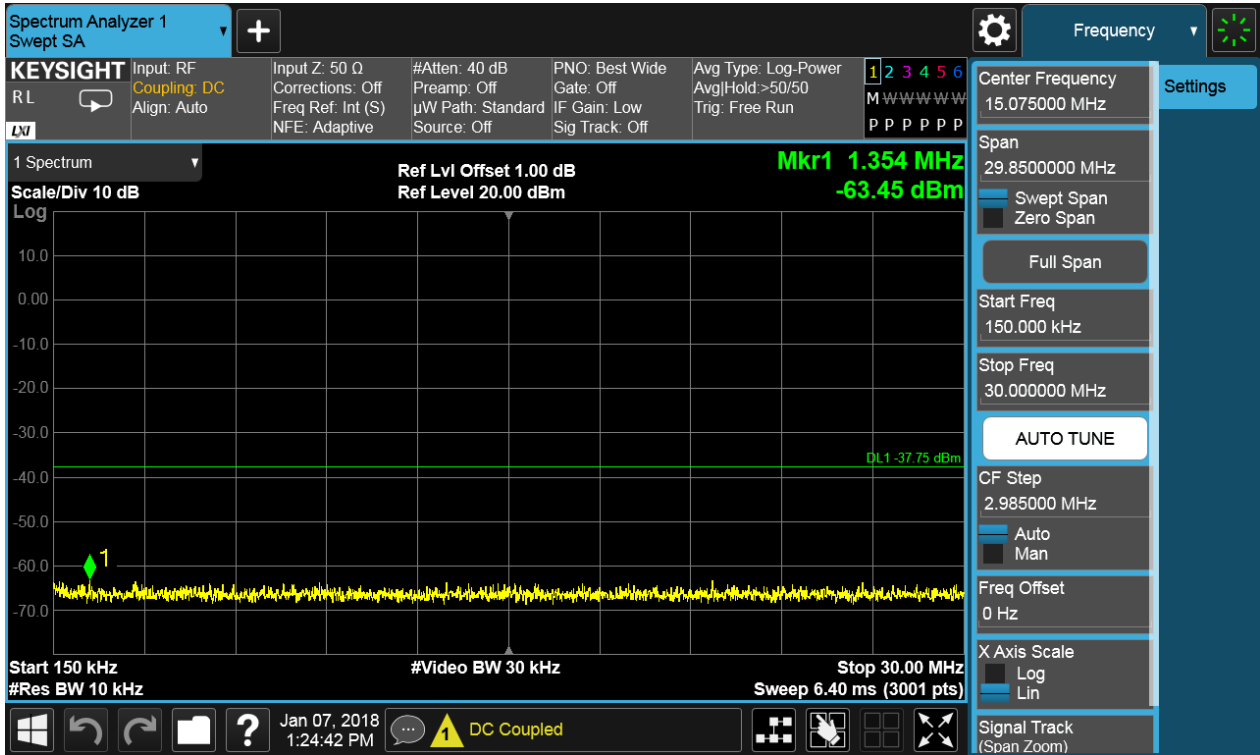 Spectrum Analyzer 1
Swept SA
Frequency
KEYSIGHT
R L
LXI
Input: RF
Coupling: DC
Align: Auto
Input Z: 50 Ω
Corrections: Off
Freq Ref: Int (S)
NFE: Adaptive
#Atten: 40 dB
Preamp: Off
µW Path: Standard
Source: Off
PNO: Best Wide
Gate: Off
IF Gain: Low
Sig Track: Off
Avg Type: Log-Power
Avg|Hold:>50/50
Trig: Free Run
1 2 3 4 5 6
M W W W W W
P P P P P P
1 Spectrum
Scale/Div 10 dB
Log
Ref Lvl Offset 1.00 dB
Ref Level 20.00 dBm
Mkr1 1.354 MHz
-63.45 dBm
10.0
0.00
-10.0
-20.0
-30.0
DL1 -37.75 dBm
-40.0
-50.0
1
-60.0
-70.0
Start 150 kHz
#Video BW 30 kHz
Stop 30.00 MHz
#Res BW 10 kHz
Sweep 6.40 ms (3001 pts)
Center Frequency
15.075000 MHz
Settings
Span
29.8500000 MHz
Swept Span
Zero Span
Full Span
Start Freq
150.000 kHz
Stop Freq
30.000000 MHz
AUTO TUNE
CF Step
2.985000 MHz
Auto
Man
Freq Offset
0 Hz
X Axis Scale
Log
Lin
Signal Track
(Span Zoom)
?
Jan 07, 2018
1:24:42 PM
1
DC Coupled